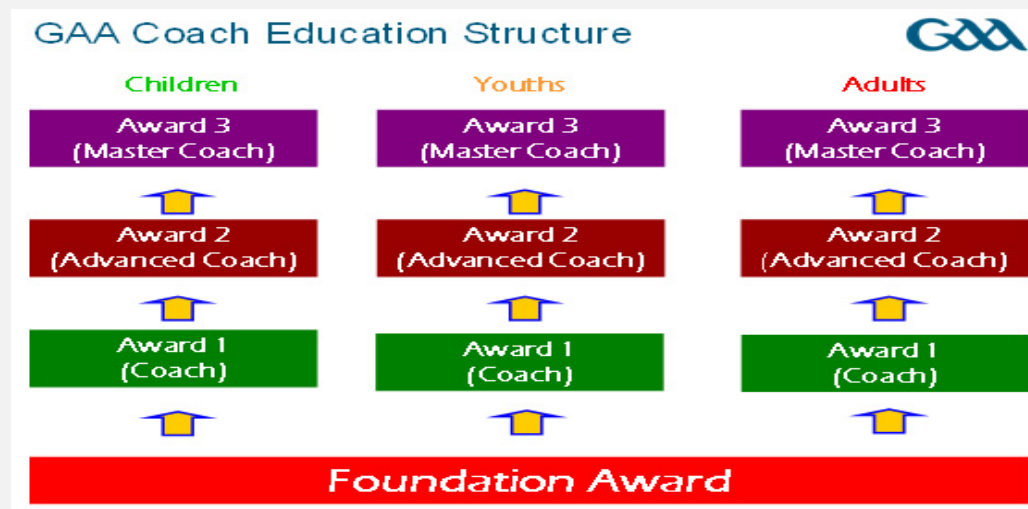 GAA Coach Education Structure
GAA
Children Youths Adults
Award 3 Award 3 Award 3
(Master Coach) (Master Coach) (Master Coach)
Award 2 Award 2 Award 2
(Advanced Coach) (Advanced Coach) (Advanced Coach)
Award 1 Award 1 Award 1
(Coach) (Coach) (Coach)
Foundation Award